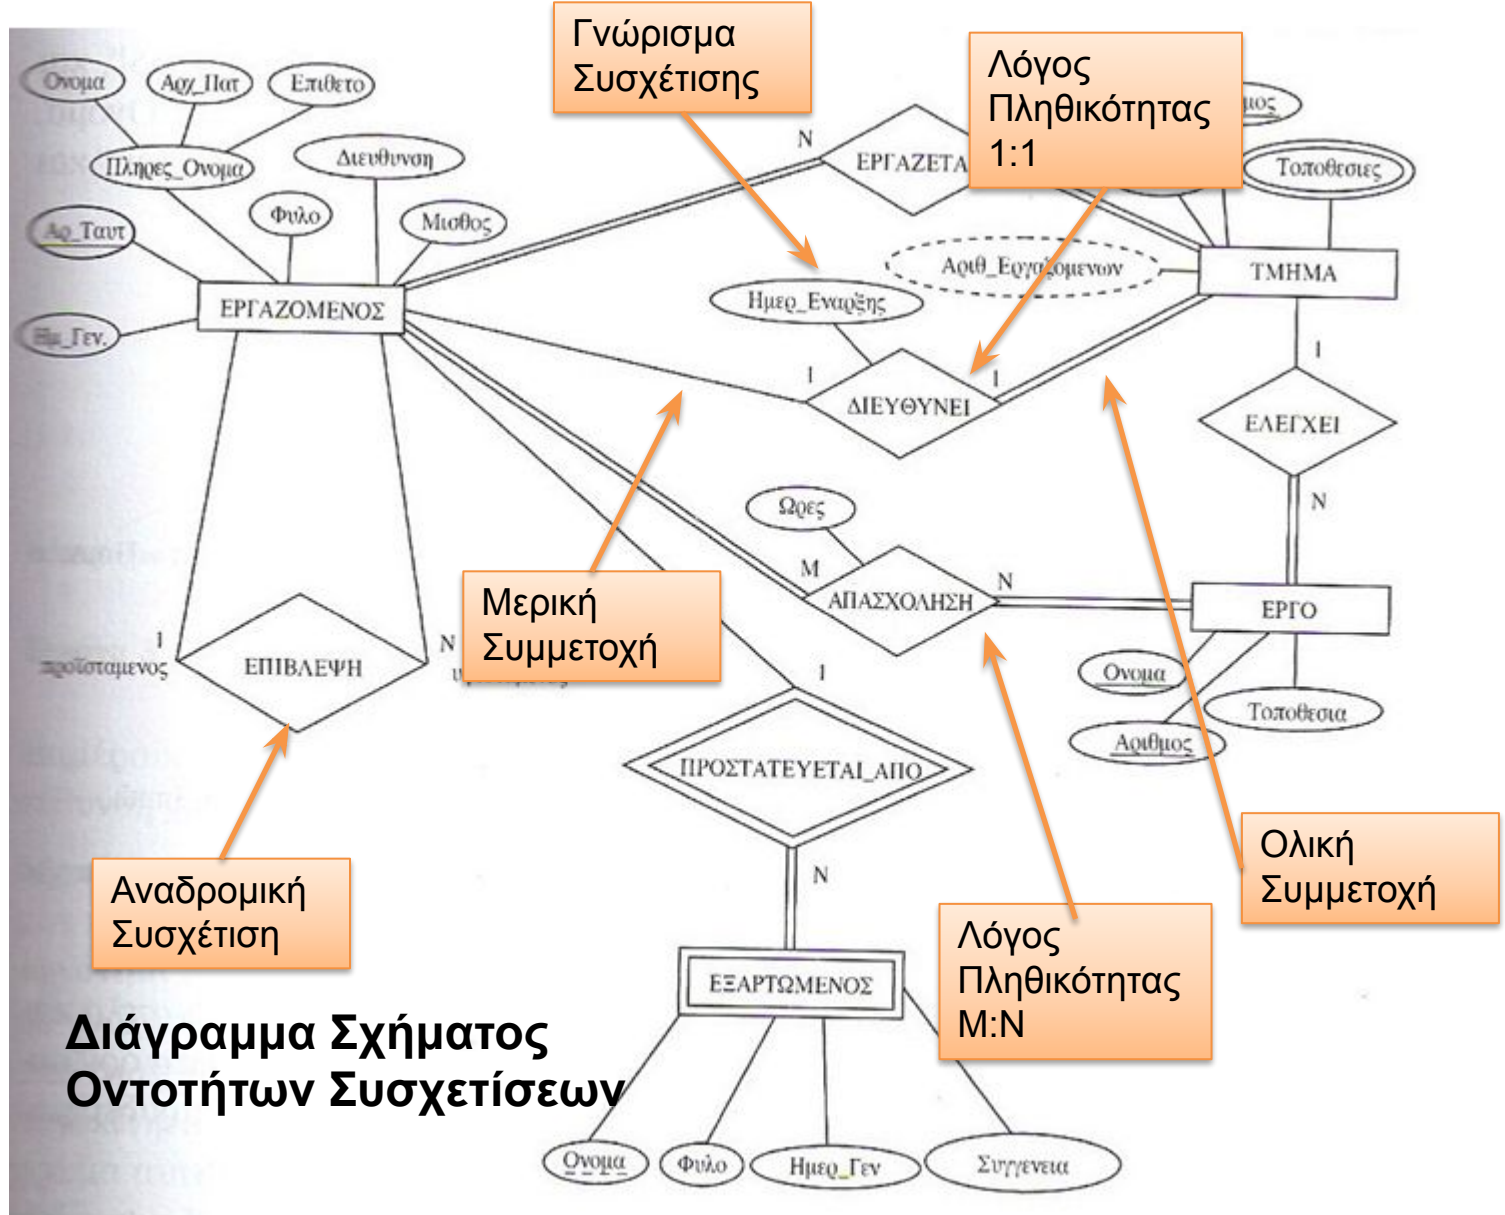 Γνώρισμα
Συσχέτισης
Λόγος
Πληθικότητας
1:1
Ονομα
Αρχ_Πατ
Επιθετο
Πληρες_Ονομα
Διευθυνση
Φυλο
Μισθος
Αρ_Ταυτ
Ημ_Γεν.
ΕΡΓΑΖΟΜΕΝΟΣ
N
ΕΡΓΑΖΕΤΑ
μος
Τοποθεσιες
Αριθ_Εργαζομενων
ΤΜΗΜΑ
Ημερ_Εναρξης
1
1
ΔΙΕΥΘΥΝΕΙ
1
ΕΛΕΓΧΕΙ
N
Ωρες
M
ΑΠΑΣΧΟΛΗΣΗ
N
ΕΡΓΟ
Ονομα
Αριθμος
Τοποθεσια
Μερική
Συμμετοχή
1
προϊσταμενος
ΕΠΙΒΛΕΨΗ
N
1
ΠΡΟΣΤΑΤΕΥΕΤΑΙ_ΑΠΟ
N
Αναδρομική
Συσχέτιση
Ολική
Συμμετοχή
Λόγος
Πληθικότητας
M:N
ΕΞΑΡΤΩΜΕΝΟΣ
Διάγραμμα Σχήματος
Οντοτήτων Συσχετίσεων
Ονομα
Φυλο
Ημερ_Γεν
Συγγενεια